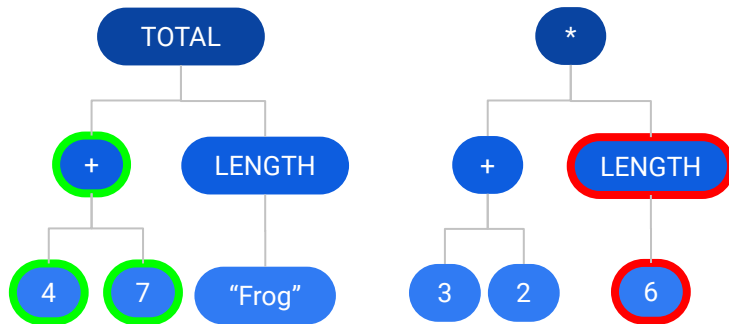 TOTAL *
+ LENGTH + LENGTH
4 7 “Frog” 3 2 6